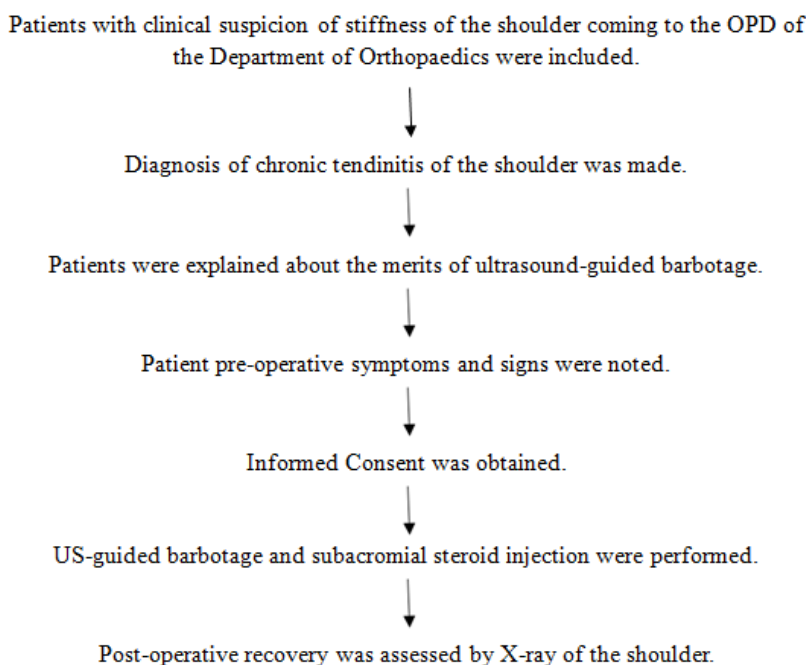 Patients with clinical suspicion of stiffness of the shoulder coming to the OPD of
the Department of Orthopaedics were included.
Diagnosis of chronic tendinitis of the shoulder was made.
Patients were explained about the merits of ultrasound-guided barbotage.
Patient pre-operative symptoms and signs were noted.
Informed Consent was obtained.
US-guided barbotage and subacromial steroid injection were performed.
Post-operative recovery was assessed by X-ray of the shoulder.